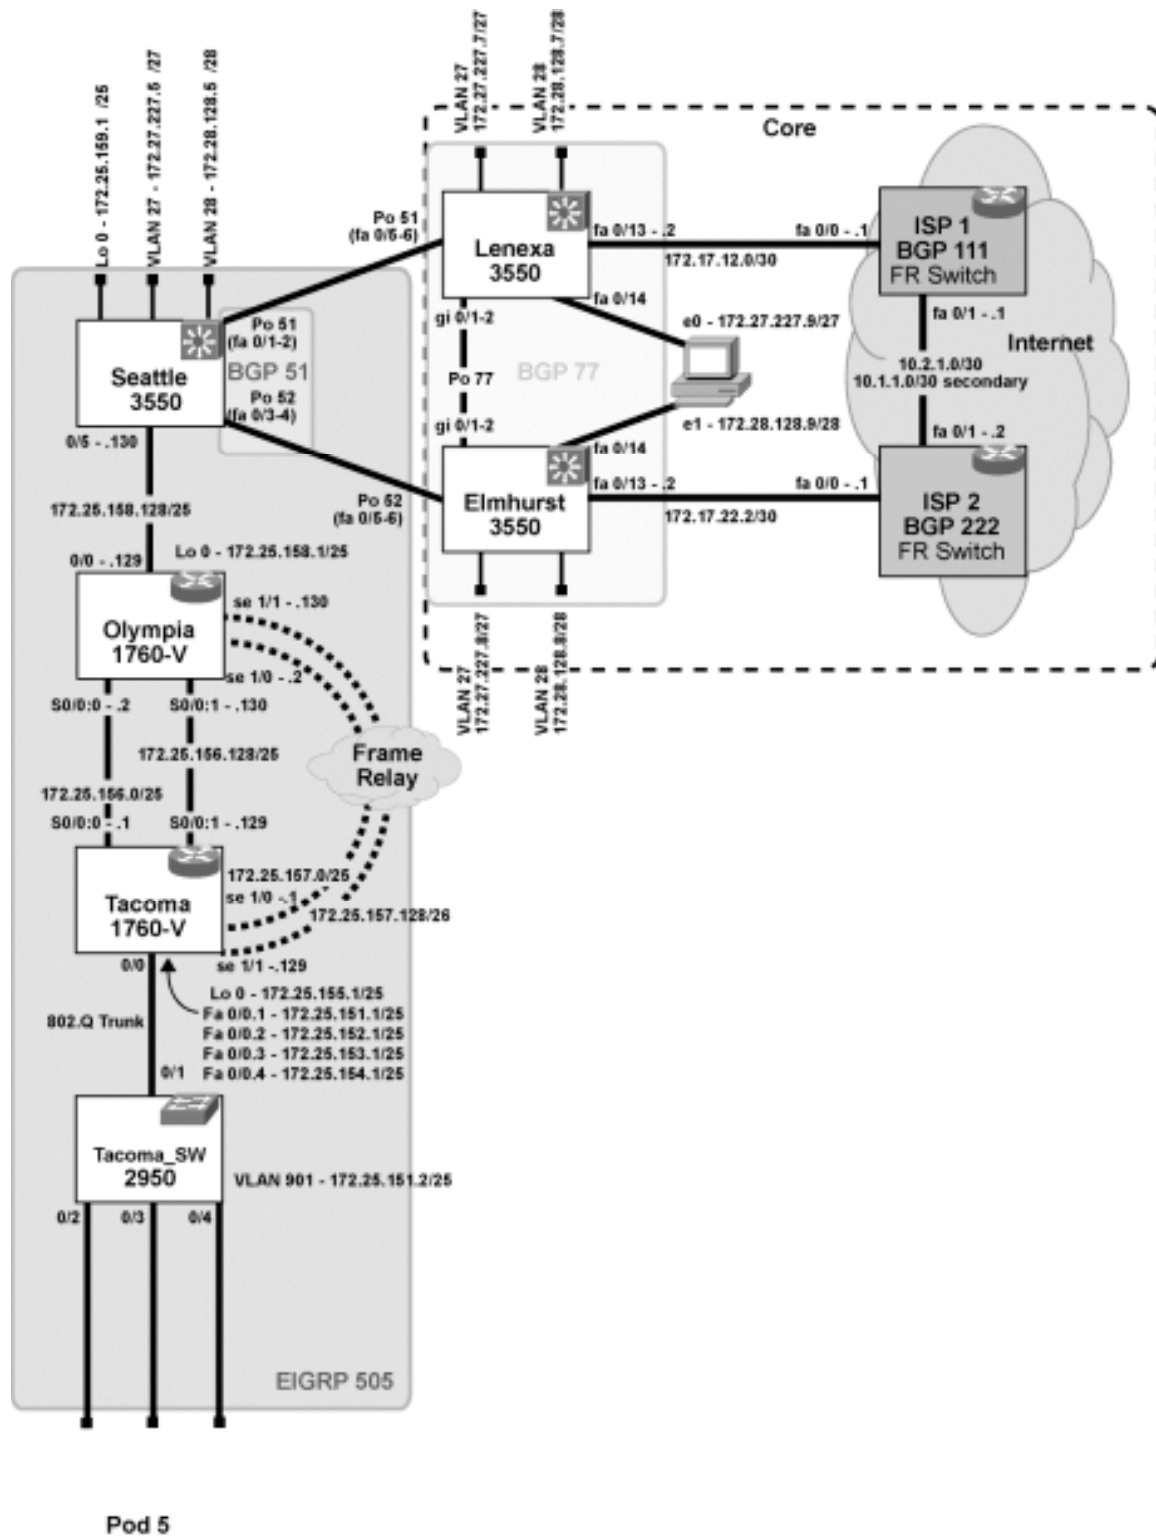 Lo 0 - 172.25.159.1 /25
VLAN 27 - 172.27.227.5 /27
VLAN 28 - 172.28.128.5 /28
VLAN 27
172.27.227.7/27
VLAN 28
172.28.128.7/28
Core
Po 51
(fa 0/5-6)
Lenexa
3550
fa 0/13 - .2
fa 0/0 - .1
172.17.12.0/30
ISP 1
BGP 111
FR Switch
gi 0/1-2
fa 0/14
e0 - 172.27.227.9/27
fa 0/1 - .1
Internet
Po 51
(fa 0/1-2)
Seattle
3550
BGP 51
Po 52
(fa 0/3-4)
Po 77
BGP 77
10.2.1.0/30
10.1.1.0/30 secondary
0/5 - .130
gi 0/1-2
fa 0/14
e1 - 172.28.128.9/28
fa 0/1 - .2
Po 52
(fa 0/5-6)
Elmhurst
3550
fa 0/13 - .2
fa 0/0 - .1
172.17.22.2/30
ISP 2
BGP 222
FR Switch
172.25.158.128/25
0/0 - .129
Lo 0 - 172.25.158.1/25
Olympia
1760-V
se 1/1 - .130
se 1/0 - .2
VLAN 27
172.27.227.8/27
VLAN 28
172.28.128.8/28
S0/0:0 - .2
S0/0:1 - .130
172.25.156.128/25
172.25.156.0/25
Frame
Relay
S0/0:0 - .1
S0/0:1 - .129
Tacoma
1760-V
172.25.157.0/25
se 1/0 - .1
172.25.157.128/26
se 1/1 - .129
0/0
Lo 0 - 172.25.155.1/25
Fa 0/0.1 - 172.25.151.1/25
Fa 0/0.2 - 172.25.152.1/25
Fa 0/0.3 - 172.25.153.1/25
Fa 0/0.4 - 172.25.154.1/25
802.Q Trunk
0/1
Tacoma_SW
2950
VLAN 901 - 172.25.151.2/25
0/2
0/3
0/4
EIGRP 505
Pod 5